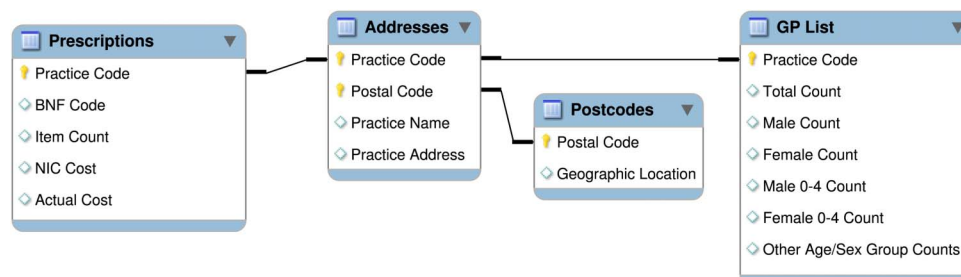 Prescriptions
Practice Code
BNF Code
Item Count
NIC Cost
Actual Cost
Addresses
Practice Code
Postal Code
Practice Name
Practice Address
Postcodes
Postal Code
Geographic Location
GP List
Practice Code
Total Count
Male Count
Female Count
Male 0-4 Count
Female 0-4 Count
Other Age/Sex Group Counts